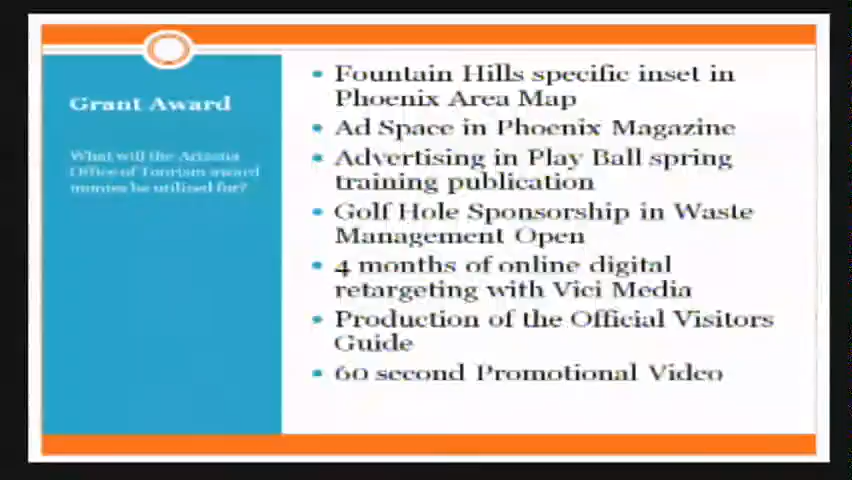 Grant Award
What will the Arizona
Office of Tourism award
monies be utilized for?
Fountain Hills specific inset in
Phoenix Area Map
Ad Space in Phoenix Magazine
Advertising in Play Ball spring
training publication
Golf Hole Sponsorship in Waste
Management Open
4 months of online digital
retargeting with Vici Media
Production of the Official Visitors
Guide
60 second Promotional Video